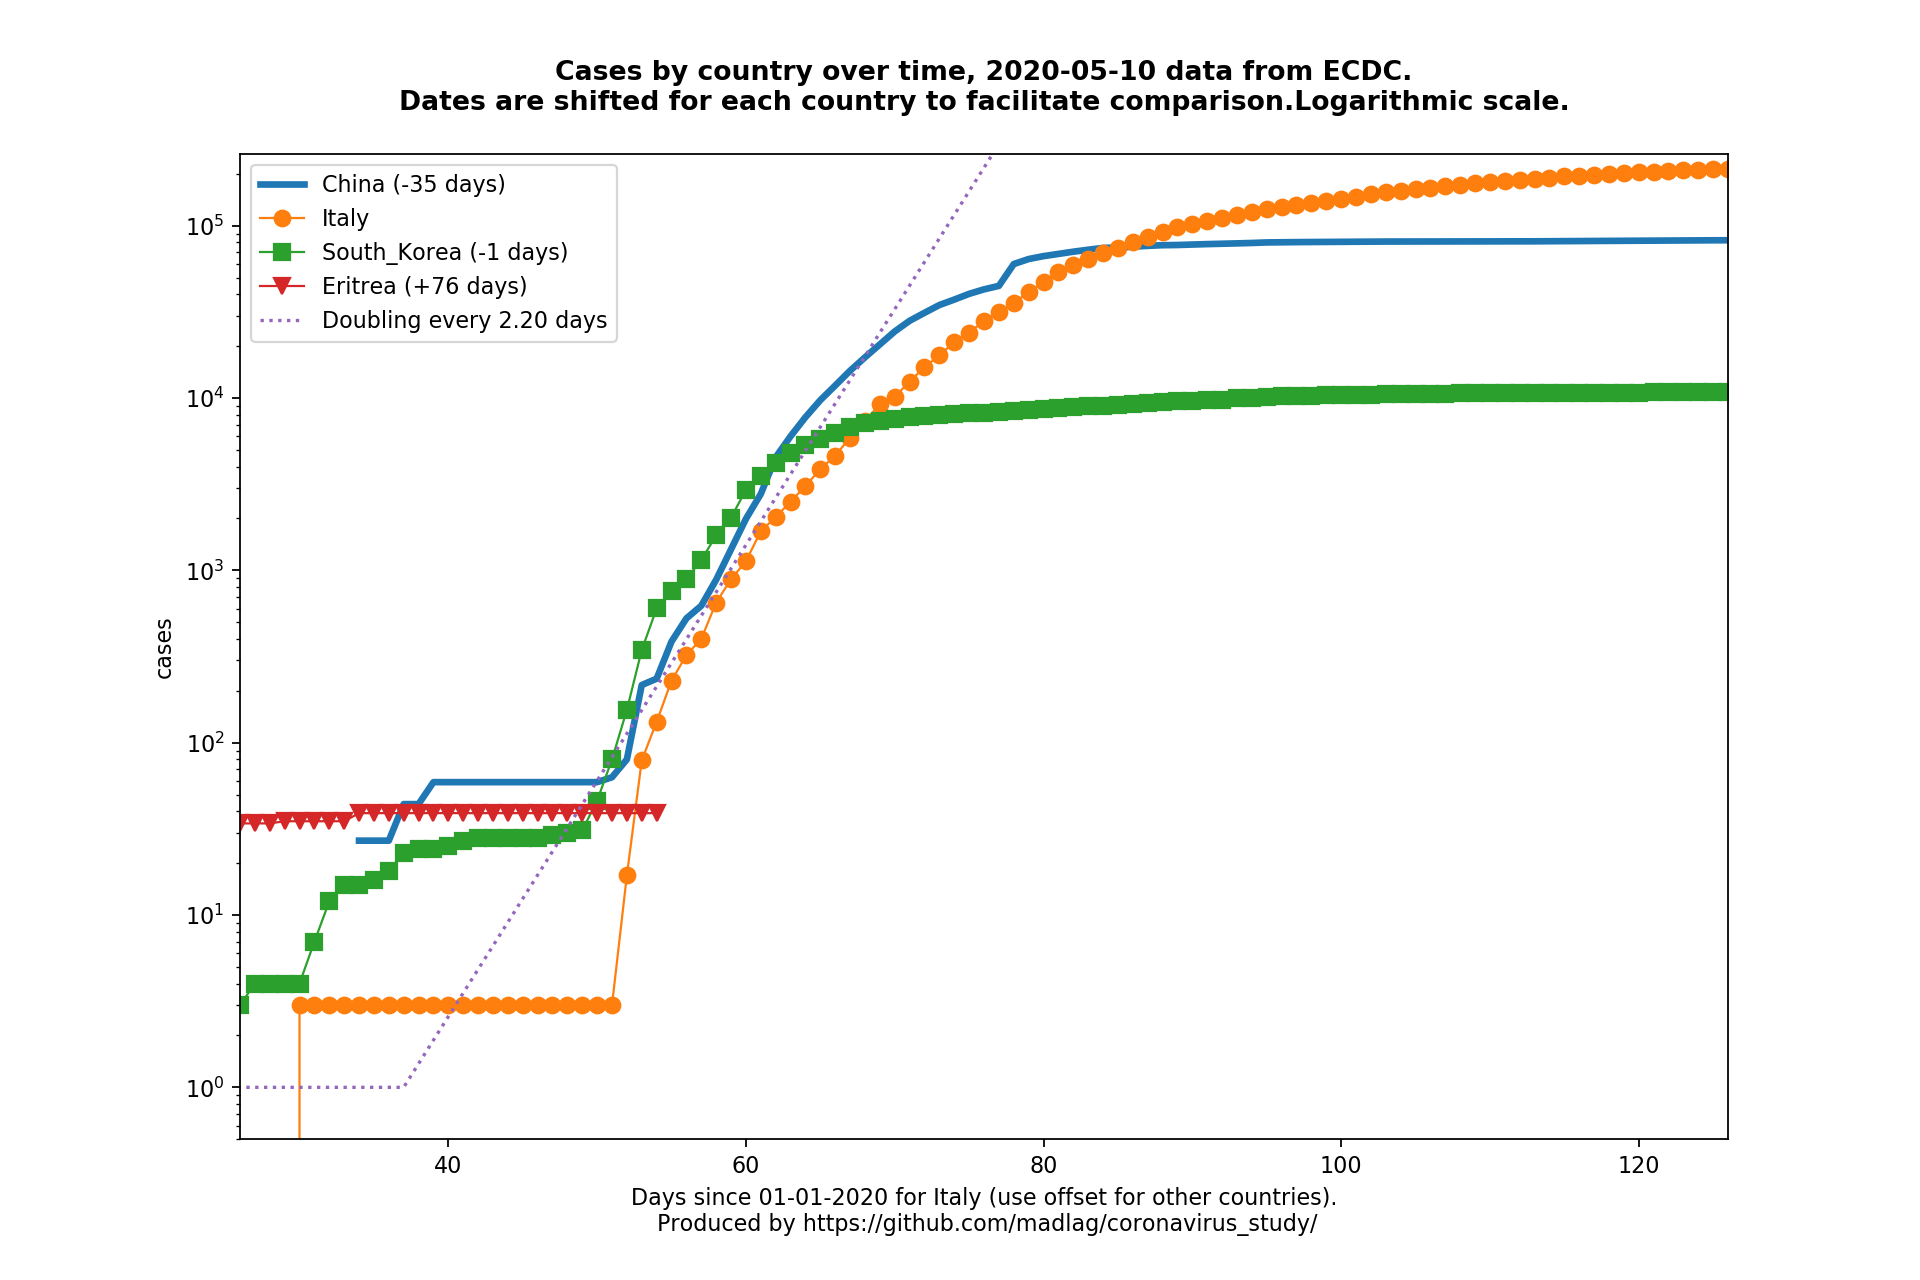 Cases by country over time, 2020-05-10 data from ECDC.
Dates are shifted for each country to facilitate comparison.Logarithmic scale.
China (-35 days)
Italy
South_Korea (-1 days)
Eritrea (+76 days)
Doubling every 2.20 days
10⁵
10⁴
10³
10²
10¹
10⁰
cases
40 60 80 100 120
Days since 01-01-2020 for Italy (use offset for other countries).
Produced by https://github.com/madlag/coronavirus_study/